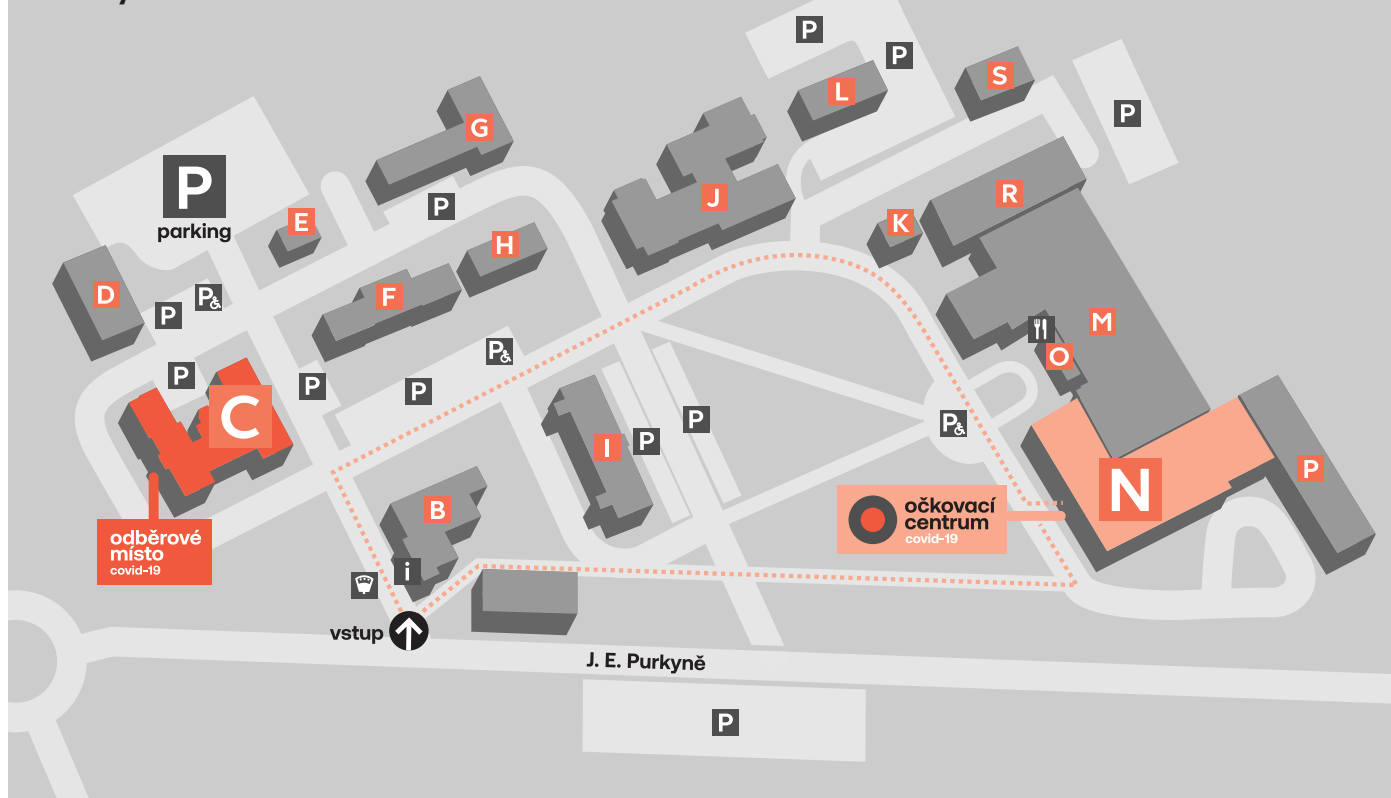 P
P
S
L
P
G
P
parking
J
R
P
E
K
H
D
F
P
P
M
O
P
P
P
P
C
P
P
P
I
P
P
N
B
očkovací
centrum
covid-19
odběrové
místo
covid-19
i
vstup
J. E. Purkyně
P